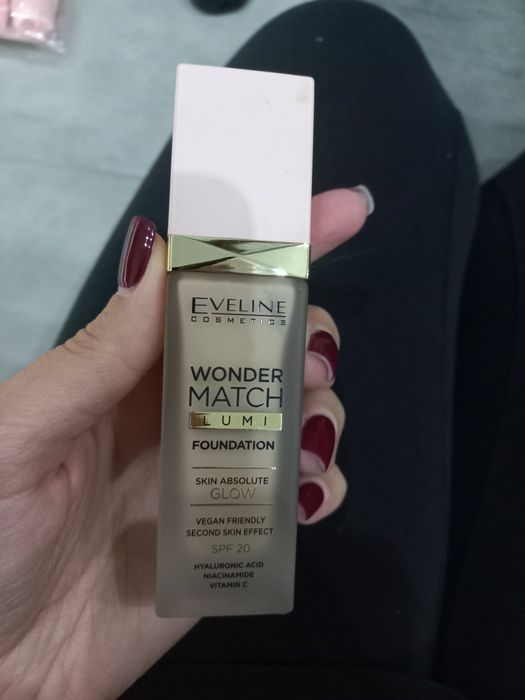 EVELINE
COSMETICS
WONDER
MATCH
LUMI
FOUNDATION
SKIN ABSOLUTE
GLOW
VEGAN FRIENDLY
SECOND SKIN EFFECT
SPF 20
HYALURONIC ACID
NIACINAMIDE
VITAMIN C